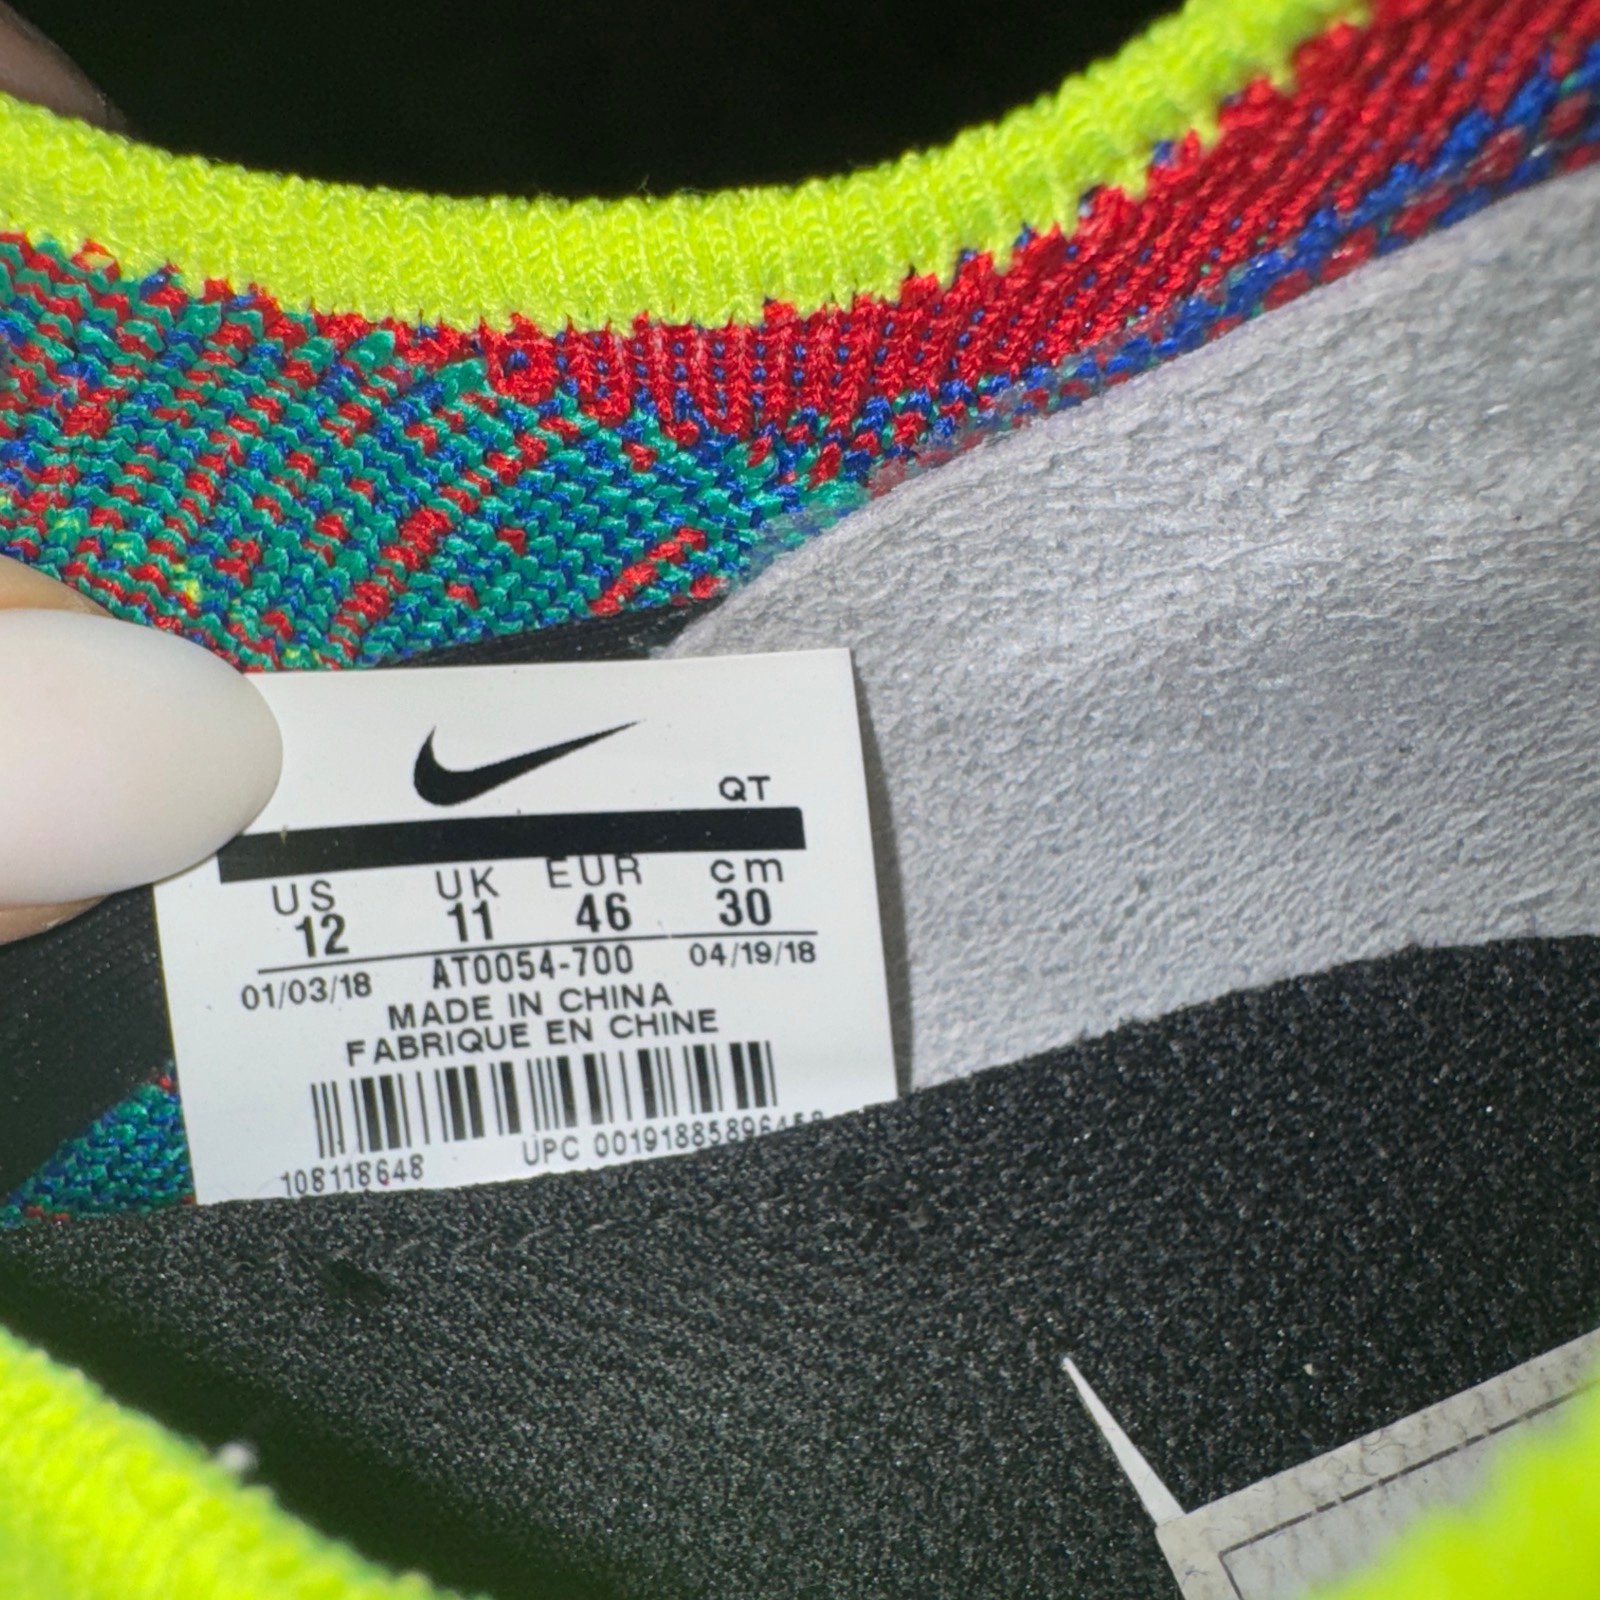 QT
US UK EUR cm
12 11 46 30
01/03/18 AT0054-700 04/19/18
MADE IN CHINA
FABRIQUE EN CHINE
108118648 UPC